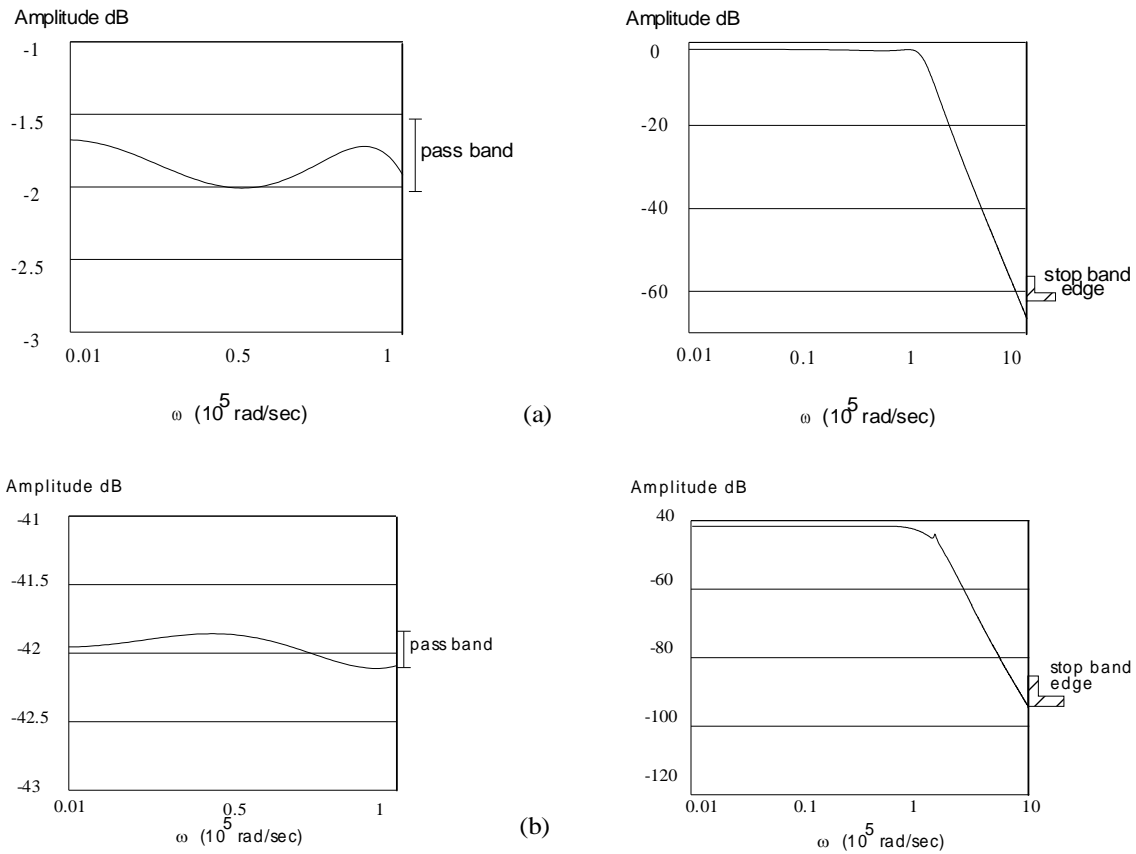 Amplitude dB
-1
-1.5
-2
-2.5
-3
pass band
0.01 0.5 1
ω (10^5 rad/sec)
Amplitude dB
0
-20
-40
-60
stop band
edge
0.01 0.1 1 10
ω (10^5 rad/sec)
(a)
Amplitude dB
-41
-41.5
-42
-42.5
-43
pass band
0.01 0.5 1
ω (10^5 rad/sec)
Amplitude dB
40
-60
-80
-100
-120
stop band
edge
0.01 0.1 1 10
ω (10^5 rad/sec)
(b)